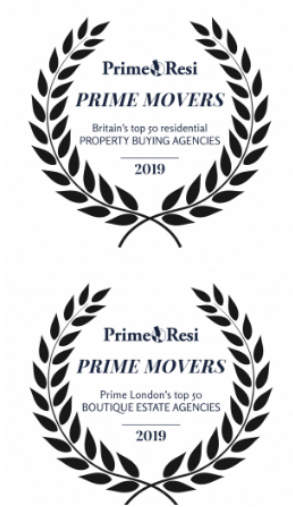 PrimeResi
PRIME MOVERS
Britain's top 50 residential
PROPERTY BUYING AGENCIES
2019
PrimeResi
PRIME MOVERS
Prime London's top 50
BOUTIQUE ESTATE AGENCIES
2019